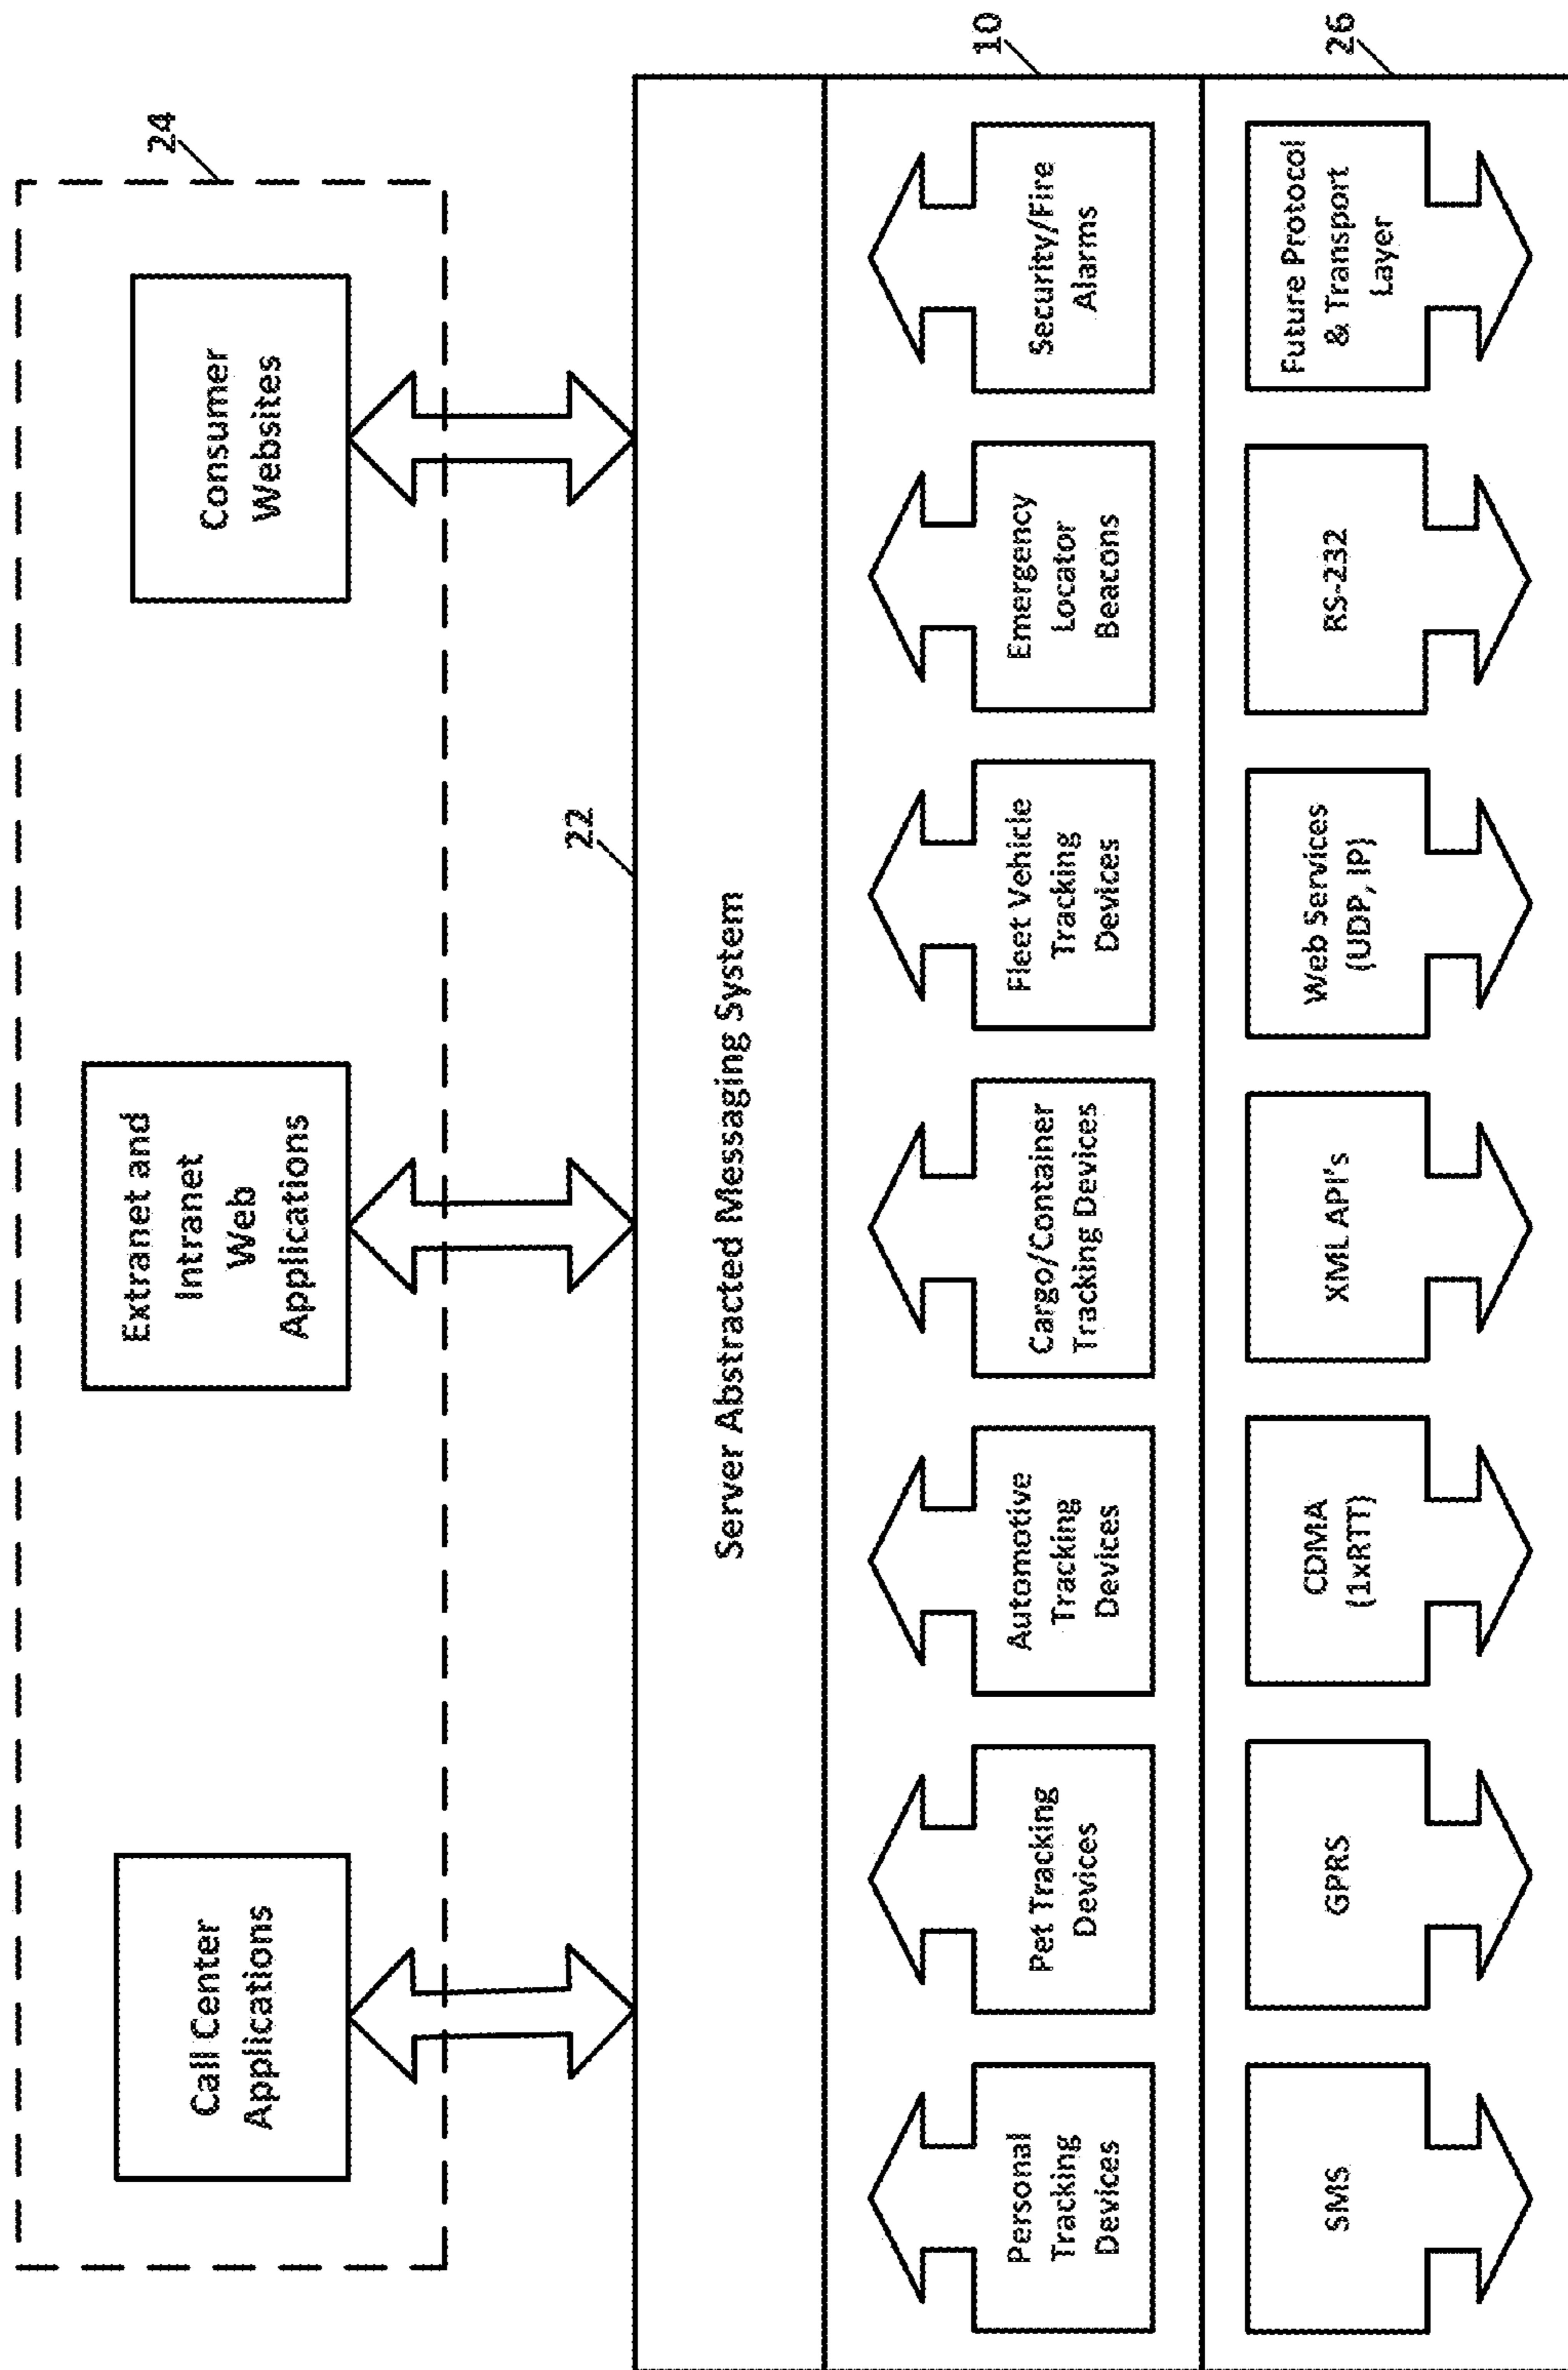 24
Call Center
Applications
Extranet and
Intranet
Web
Applications
Consumer
Websites
22
Server Abstracted Messaging System
10
Personal
Tracking
Devices
Pet Tracking
Devices
Automotive
Tracking
Devices
Cargo/Container
Tracking Devices
Fleet Vehicle
Tracking
Devices
Emergency
Locator
Beacons
Security/Fire
Alarms
26
SMS
GPRS
CDMA
(1xRTT)
XML API's
Web Services
(UDP, IP)
RS-232
Future Protocol
& Transport
Layer